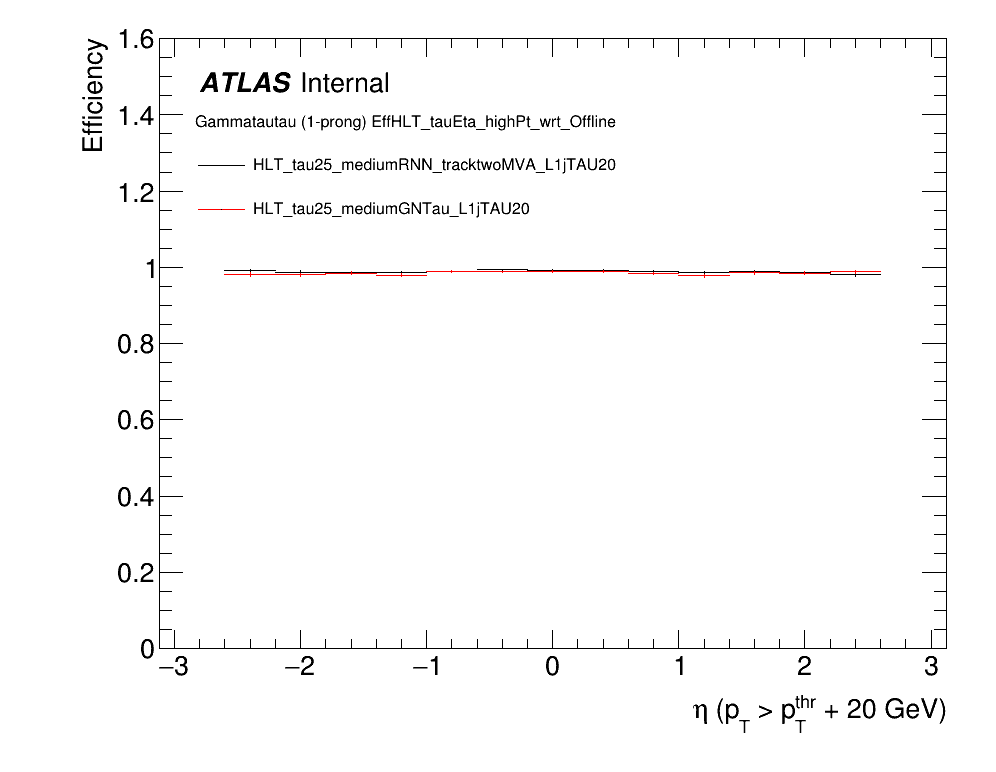 Efficiency
1.6
1.4
1.2
1
0.8
0.6
0.4
0.2
0
ATLAS Internal
Gammatautau (1-prong) EffHLT_tauEta_highPt_wrt_Offline
HLT_tau25_mediumRNN_tracktwoMVA_L1jTAU20
HLT_tau25_mediumGNTau_L1jTAU20
−3 −2 −1 0 1 2 3
η (p_T > p_T^thr + 20 GeV)